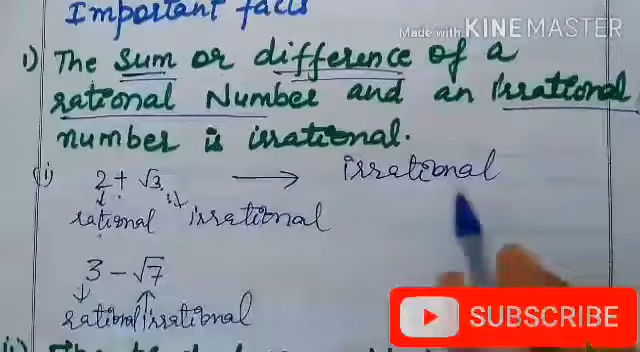 Important facts
Made with KINEMASTER
1) The sum or difference of a
rational Number and an irrational
number is irrational.
(i) 2 + √3 → irrational
rational irrational
3 - √7
rational irrational
SUBSCRIBE